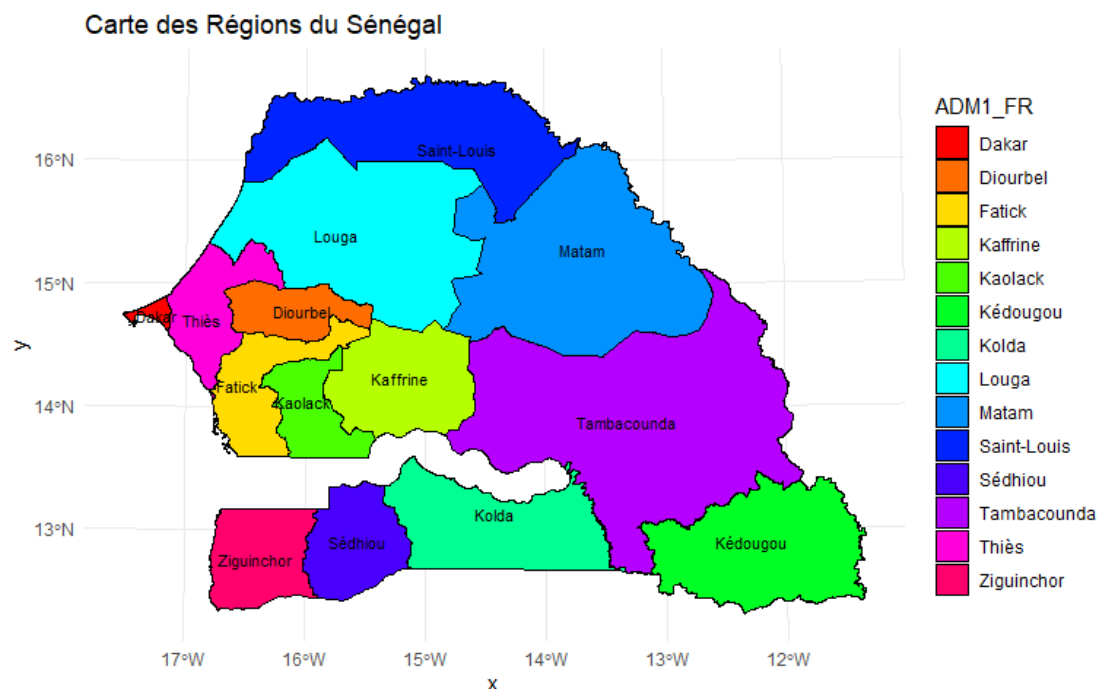 Carte des Régions du Sénégal
16°N
15°N
14°N
13°N
y
17°W
16°W
15°W
14°W
13°W
12°W
x
Saint-Louis
Louga
Matam
Diourbel
Dakar
Thiès
Kaffrine
Fatick
Kaolack
Tambacounda
Kolda
Sédhiou
Kédougou
Ziguinchor
ADM1_FR
Dakar
Diourbel
Fatick
Kaffrine
Kaolack
Kédougou
Kolda
Louga
Matam
Saint-Louis
Sédhiou
Tambacounda
Thiès
Ziguinchor